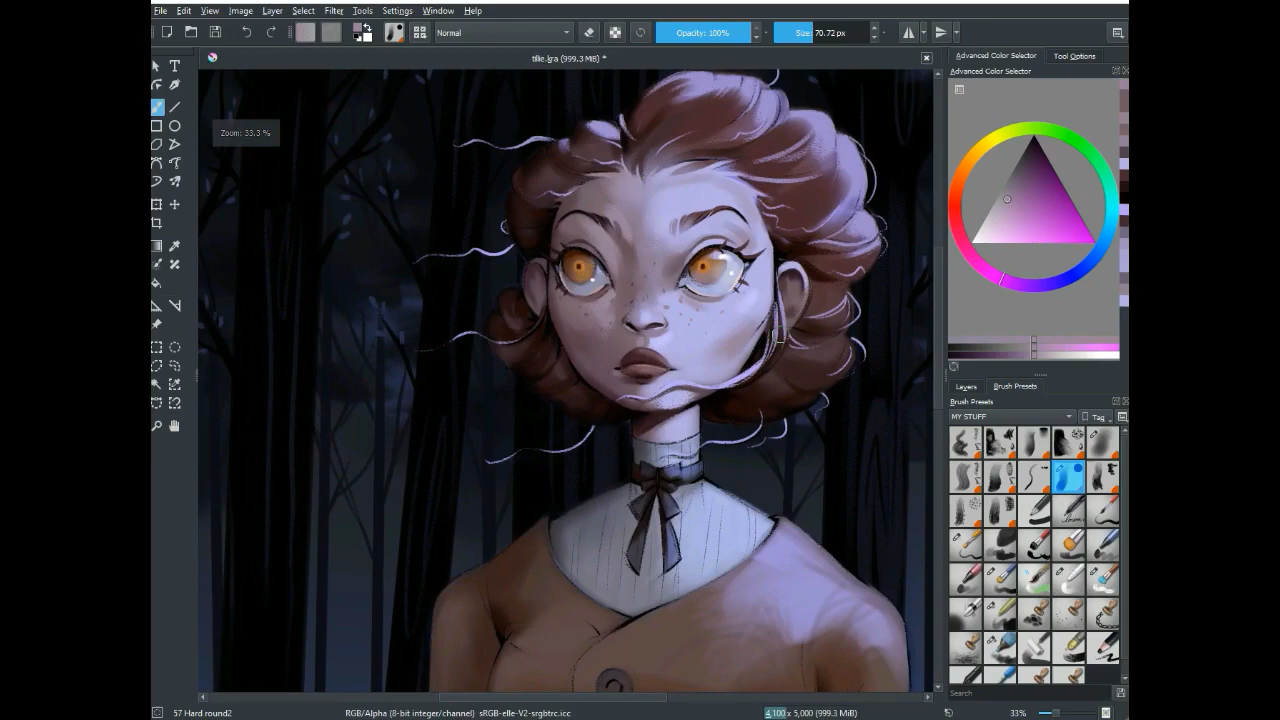 File Edit View Image Layer Select Filter Tools Settings Window Help
Normal Opacity: 100% Size: 70.72 px
tillie.kra (999.3 MiB) *
Advanced Color Selector Tool Options
Advanced Color Selector
Zoom: 33.3 %
Layers Brush Presets
Brush Presets
MY STUFF Tag
Search
57 Hard round2 RGB/Alpha (8-bit integer/channel) sRGB-elle-V2-srgbtrc.icc 4,100 x 5,000 (999.3 MiB) 33%